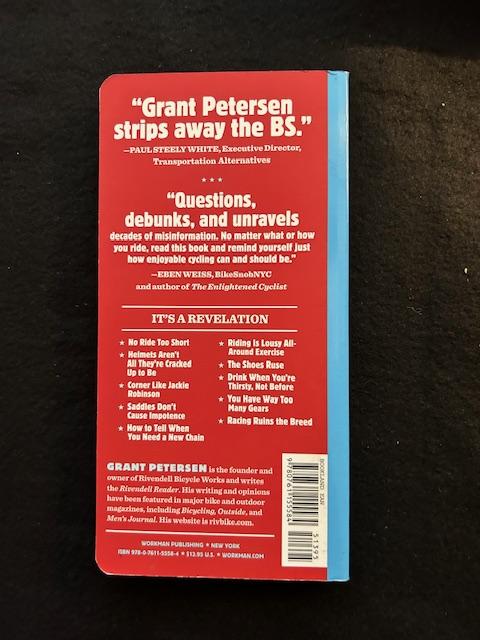 “Grant Petersen
strips away the BS.”
—PAUL STEELY WHITE, Executive Director,
Transportation Alternatives
★ ★ ★
“Questions,
debunks, and unravels
decades of misinformation. No matter what or how
you ride, read this book and remind yourself just
how enjoyable cycling can and should be.”
—EBEN WEISS, BikeSnobNYC
and author of The Enlightened Cyclist
IT'S A REVELATION
★ No Ride Too Short
★ Helmets Aren't
All They're Cracked
Up to Be
★ Corner Like Jackie
Robinson
★ Saddles Don't
Cause Impotence
★ How to Tell When
You Need a New Chain
★ Riding Is Lousy All-
Around Exercise
★ The Shoes Ruse
★ Drink When You're
Thirsty, Not Before
★ You Have Way Too
Many Gears
★ Racing Ruins the Breed
GRANT PETERSEN is the founder and
owner of Rivendell Bicycle Works and writes
the Rivendell Reader. His writing and opinions
have been featured in major bike and outdoor
magazines, including Bicycling, Outside, and
Men's Journal. His website is rivbike.com.
WORKMAN PUBLISHING ★ NEW YORK
ISBN 978-0-7611-5558-4 ★ $13.95 U.S. ★ WORKMAN.COM
9 780761 155584
51395